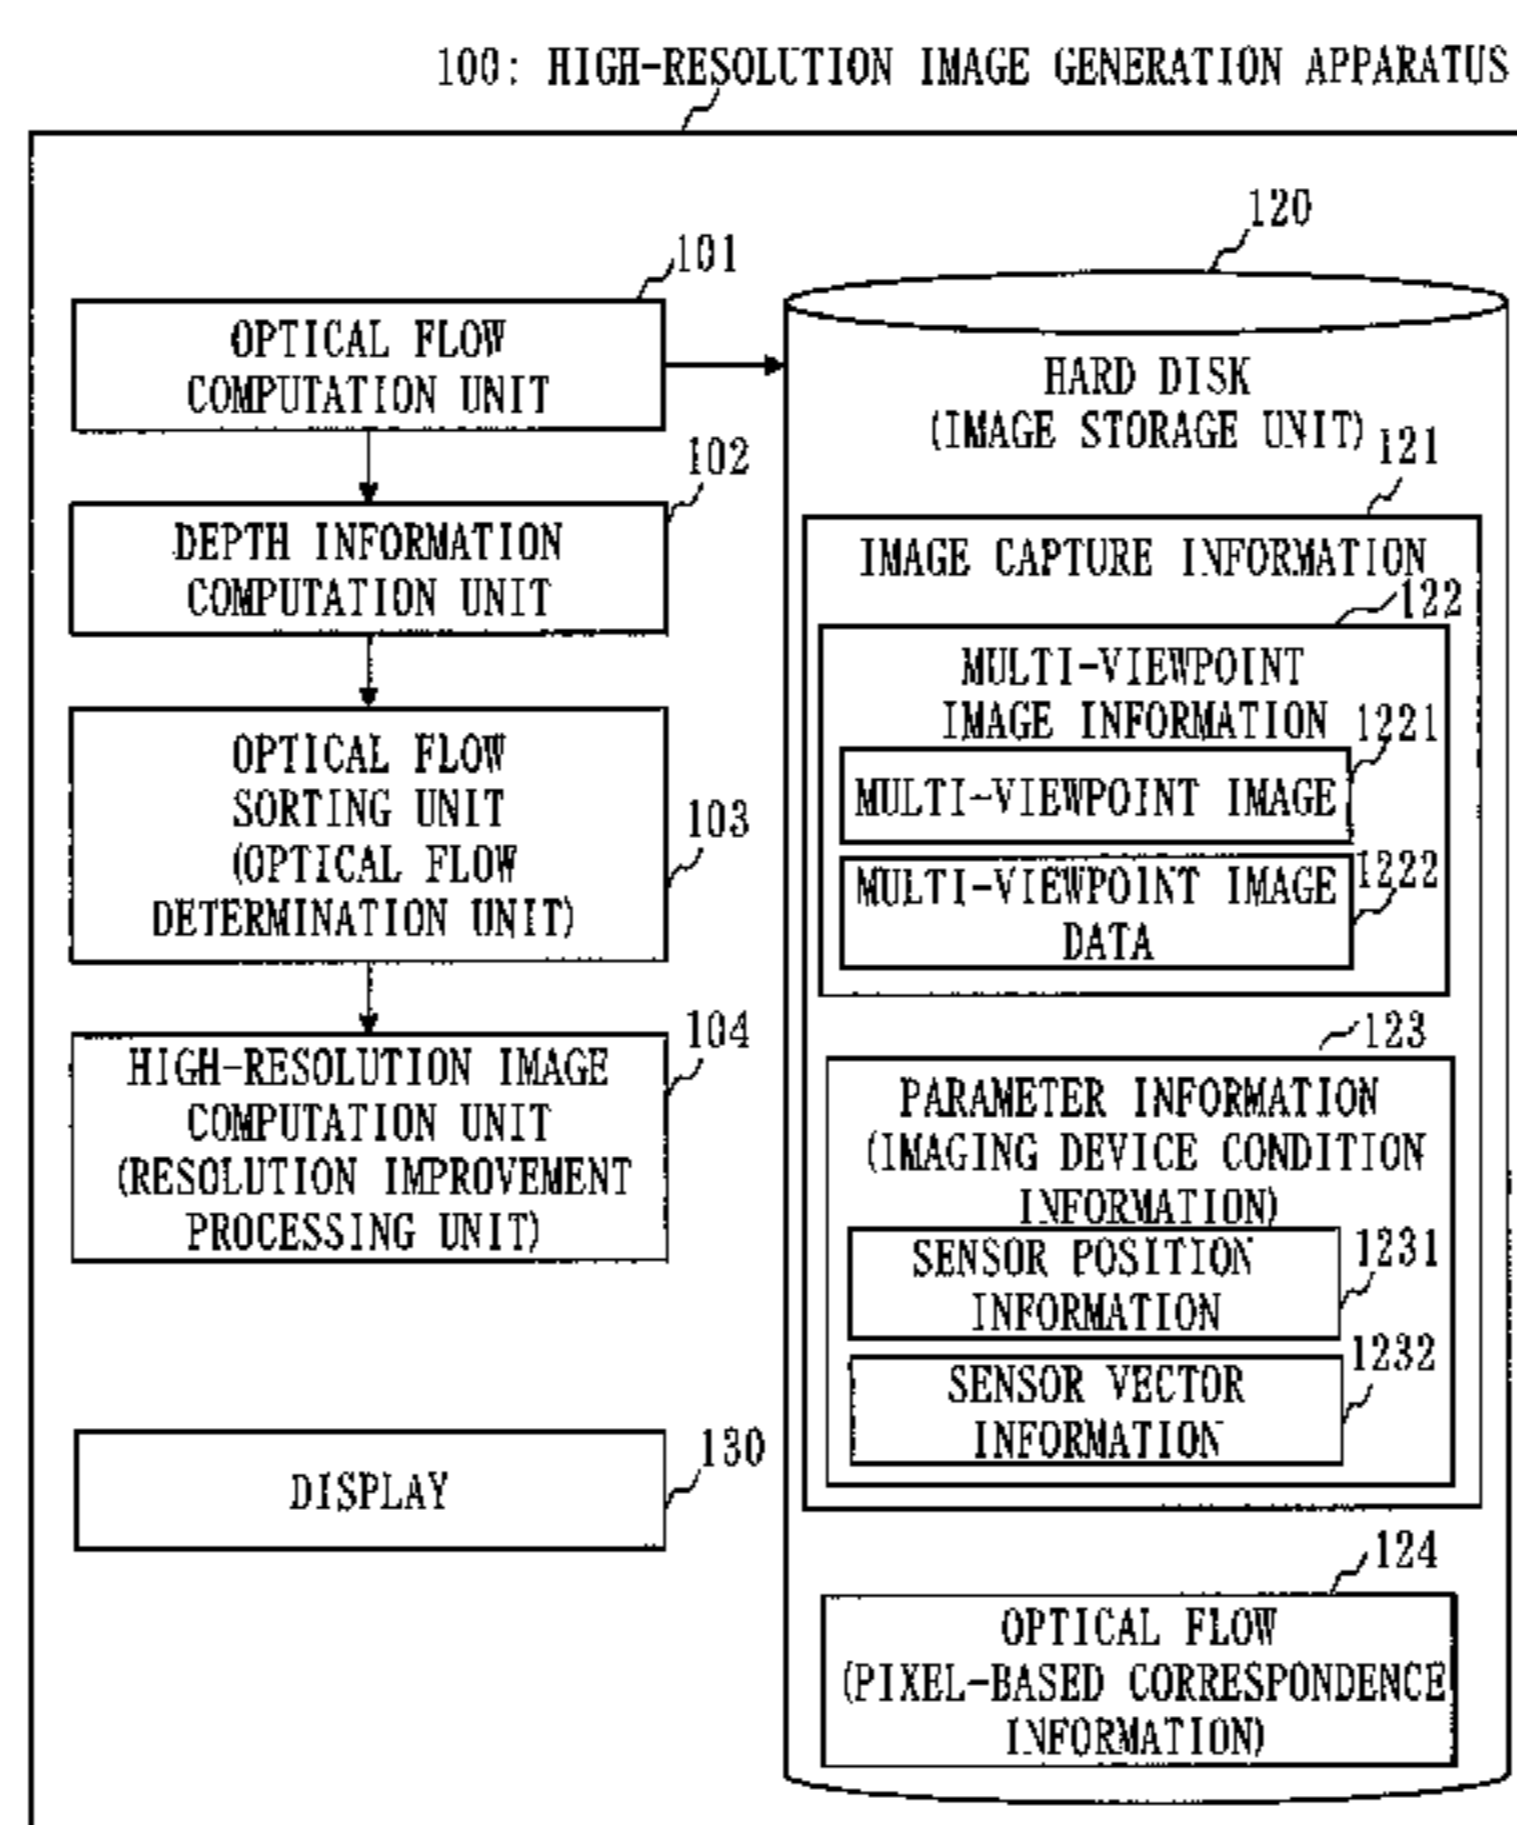 100: HIGH-RESOLUTION IMAGE GENERATION APPARATUS
101
OPTICAL FLOW
COMPUTATION UNIT
102
DEPTH INFORMATION
COMPUTATION UNIT
OPTICAL FLOW
SORTING UNIT
(OPTICAL FLOW
DETERMINATION UNIT)
103
104
HIGH-RESOLUTION IMAGE
COMPUTATION UNIT
(RESOLUTION IMPROVEMENT
PROCESSING UNIT)
130
DISPLAY
120
HARD DISK
(IMAGE STORAGE UNIT)
121
IMAGE CAPTURE INFORMATION
122
MULTI-VIEWPOINT
IMAGE INFORMATION
1221
MULTI-VIEWPOINT IMAGE
1222
MULTI-VIEWPOINT IMAGE
DATA
123
PARAMETER INFORMATION
(IMAGING DEVICE CONDITION
INFORMATION)
1231
SENSOR POSITION
INFORMATION
1232
SENSOR VECTOR
INFORMATION
124
OPTICAL FLOW
(PIXEL-BASED CORRESPONDENCE
INFORMATION)